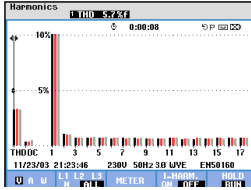 Harmonics
THD 5.7%f
0:00:08
10%
5%
THDDC 1 3 5 7 9 11 13 15 17
11/23/03 21:23:46 230V 50Hz 3Ø WYE EN50160
U A W L1 L2 L3 N ALL METER I-HARM. ON OFF HOLD RUN